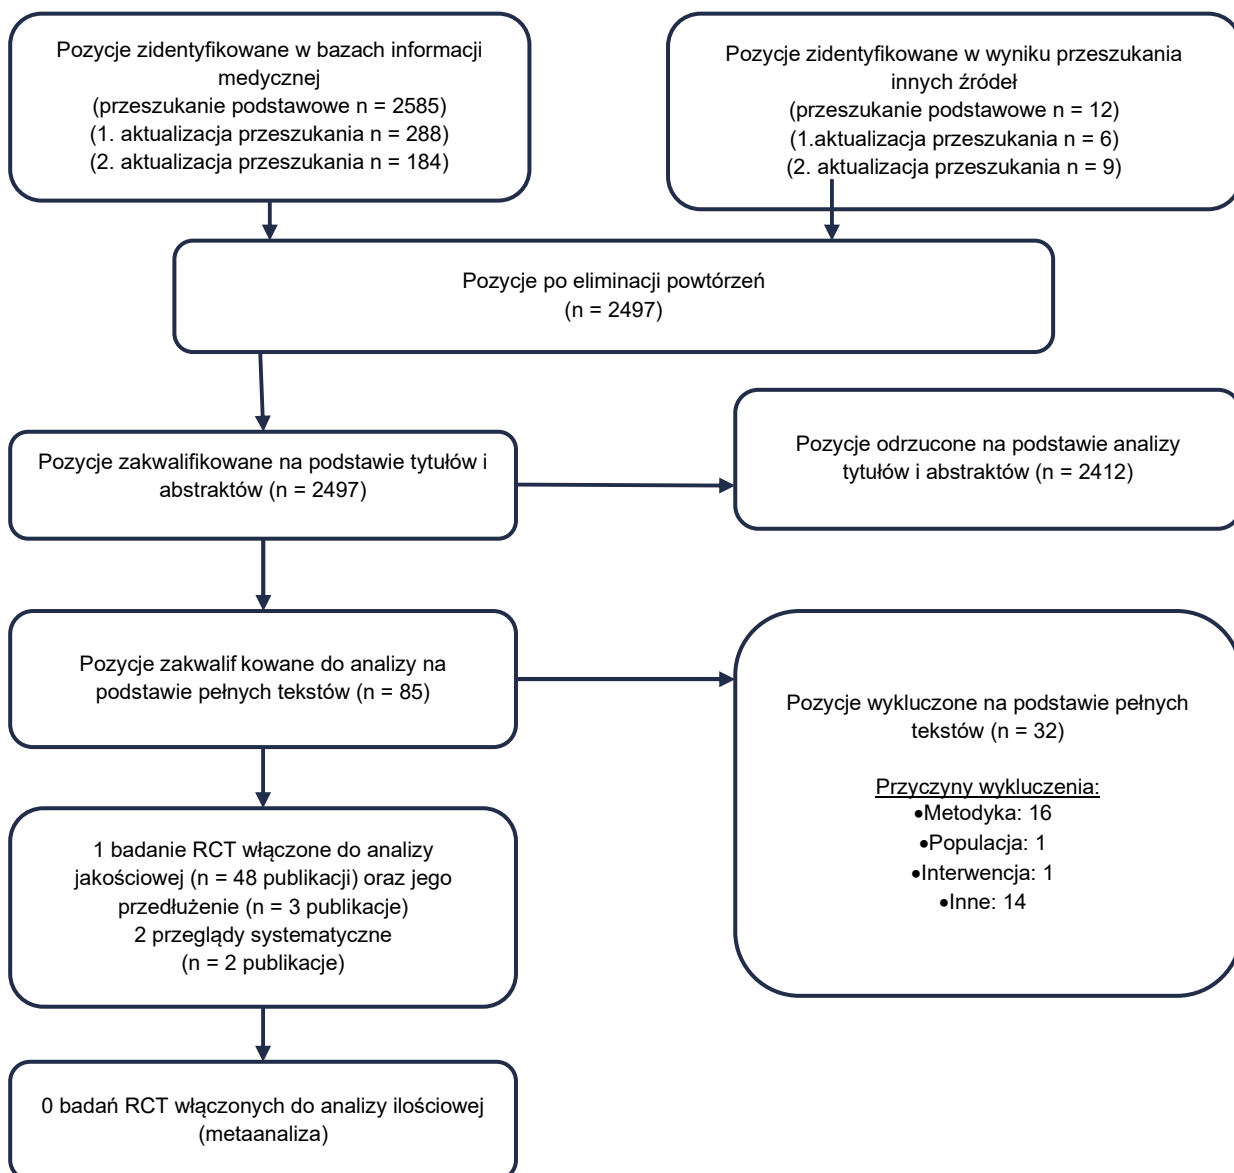 Pozycje zidentyfikowane w bazach informacji
medycznej
(przeszukanie podstawowe n = 2585)
(1. aktualizacja przeszukania n = 288)
(2. aktualizacja przeszukania n = 184)
Pozycje zidentyfikowane w wyniku przeszukania
innych źródeł
(przeszukanie podstawowe n = 12)
(1.aktualizacja przeszukania n = 6)
(2. aktualizacja przeszukania n = 9)
Pozycje po eliminacji powtórzeń
(n = 2497)
Pozycje zakwalifikowane na podstawie tytułów i
abstraktów (n = 2497)
Pozycje odrzucone na podstawie analizy
tytułów i abstraktów (n = 2412)
Pozycje zakwalif kowane do analizy na
podstawie pełnych tekstów (n = 85)
Pozycje wykluczone na podstawie pełnych
tekstów (n = 32)
Przyczyny wykluczenia:
•Metodyka: 16
•Populacja: 1
•Interwencja: 1
•Inne: 14
1 badanie RCT włączone do analizy
jakościowej (n = 48 publikacji) oraz jego
przedłużenie (n = 3 publikacje)
2 przeglądy systematyczne
(n = 2 publikacje)
0 badań RCT włączonych do analizy ilościowej
(metaanaliza)